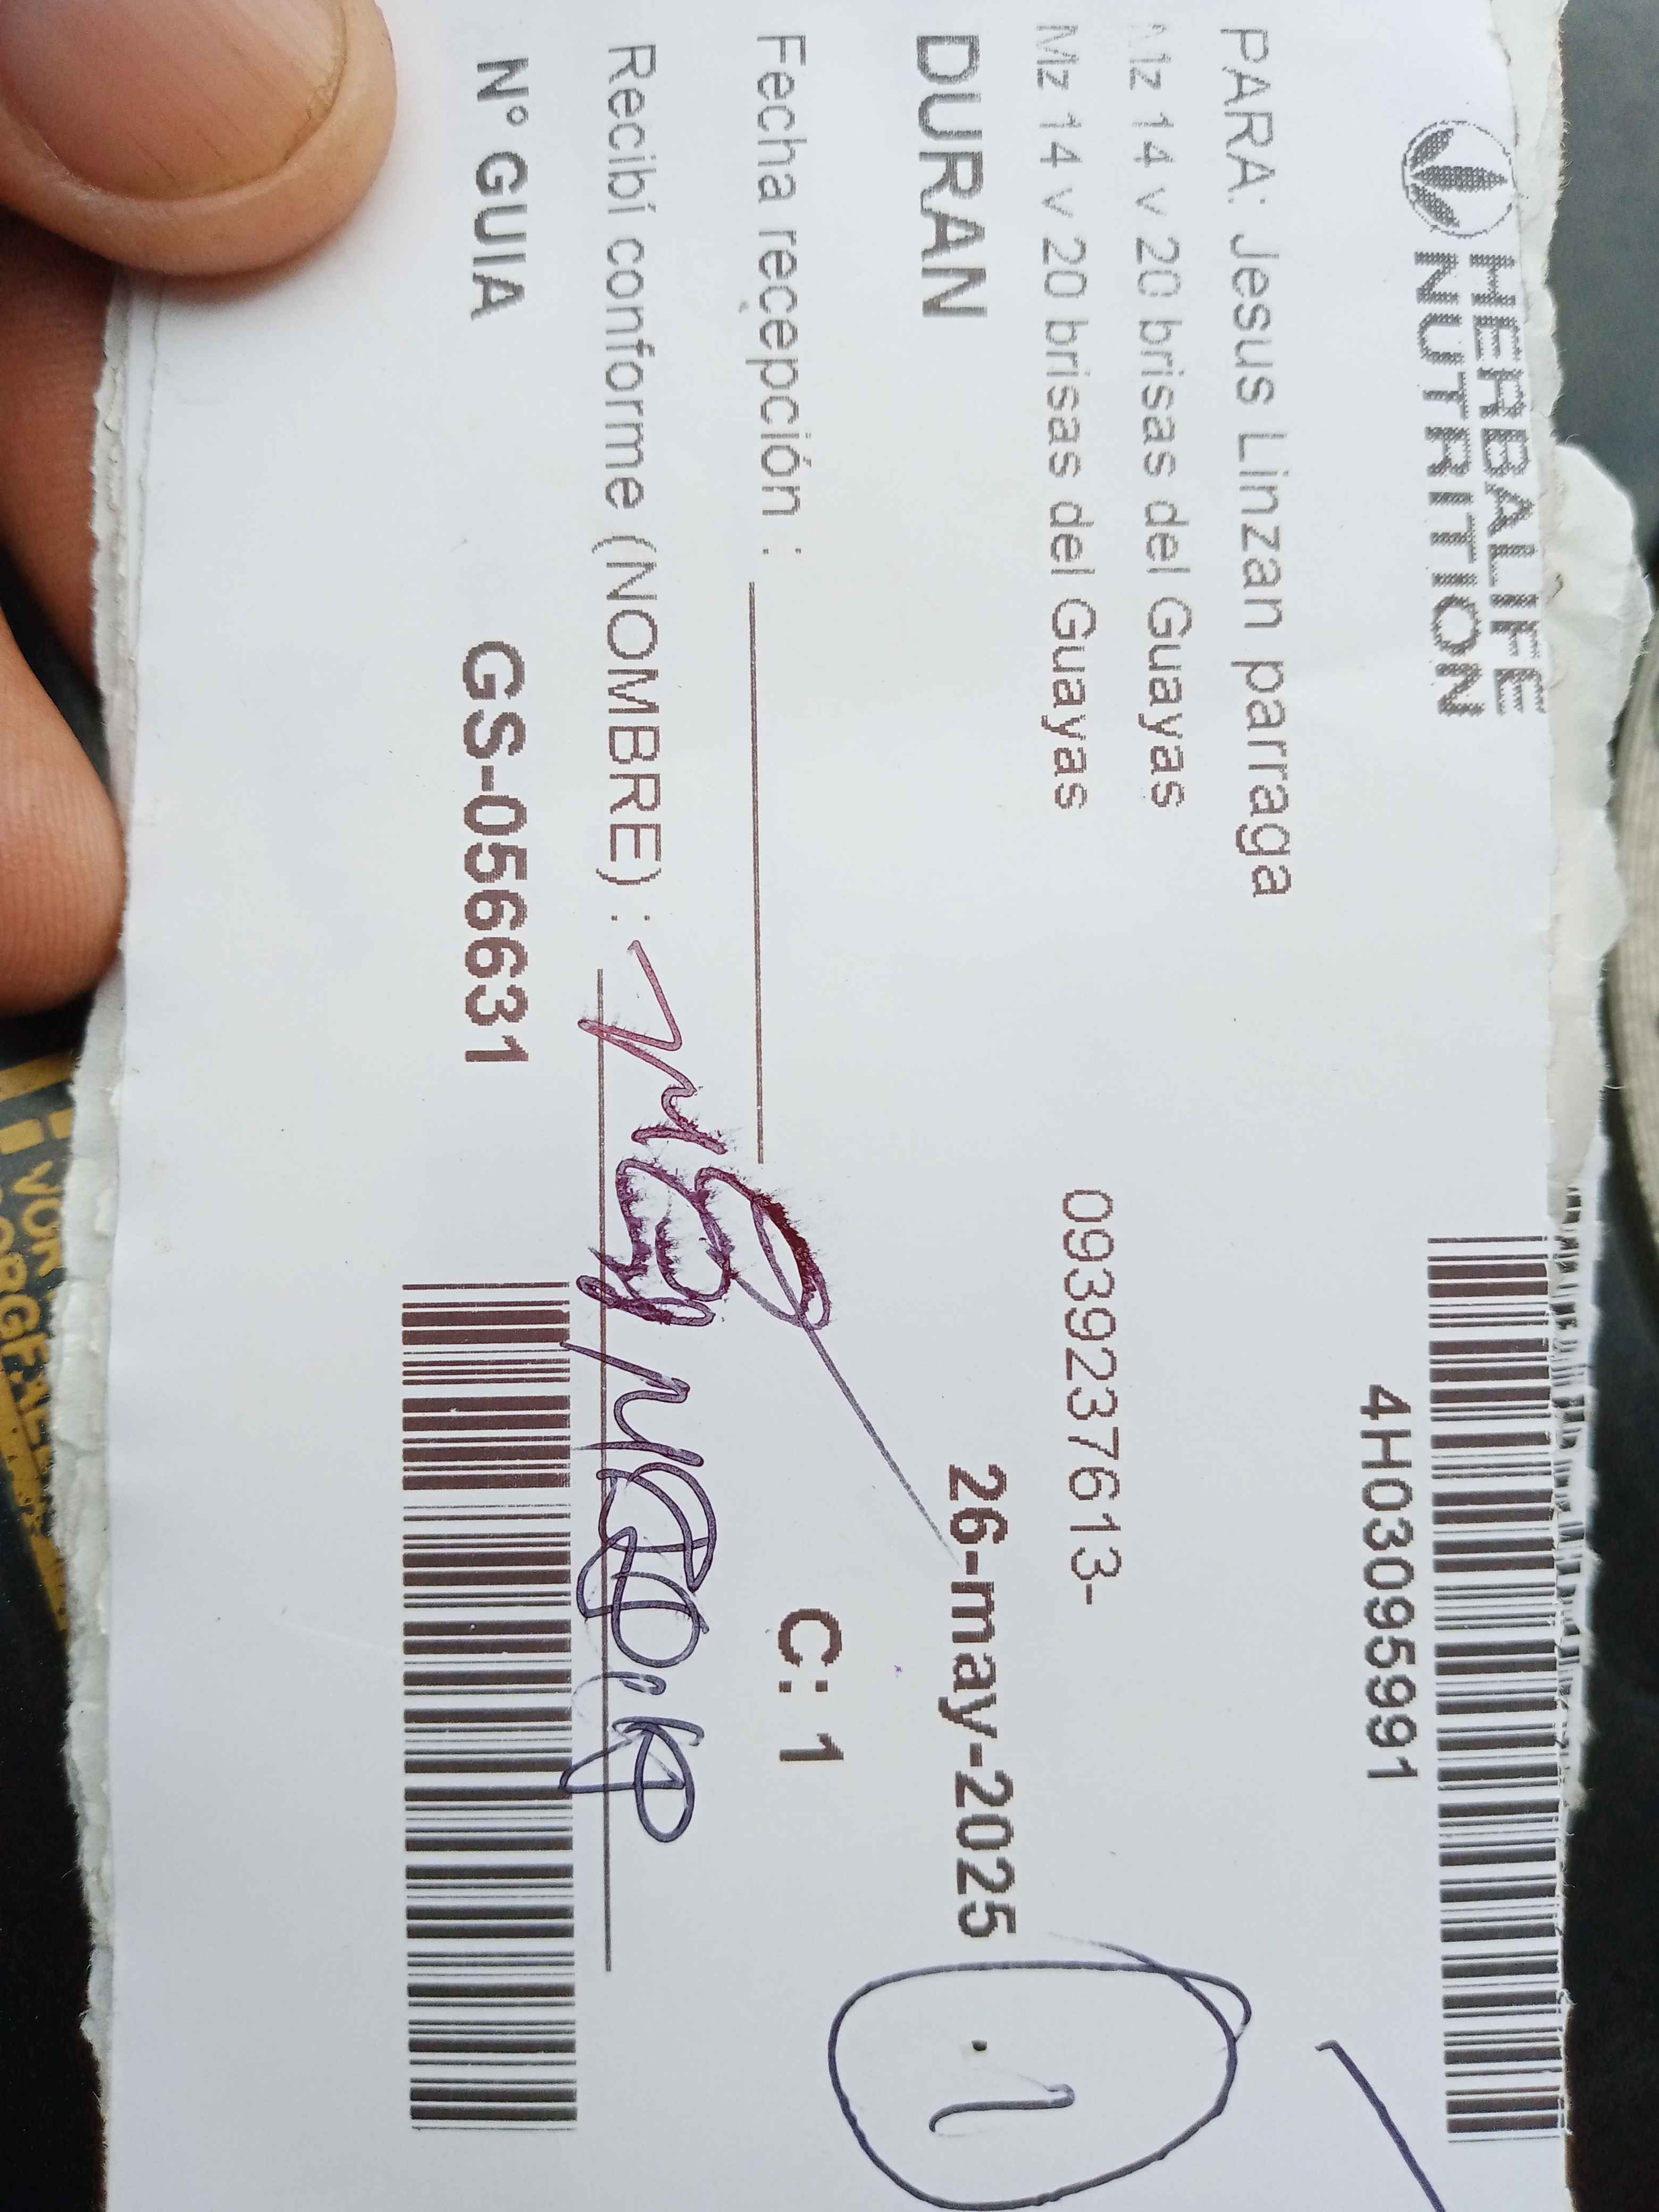 HERBALIFE
NUTRITION
4H03095991
PARA: Jesus Linzan parraga
Mz 14 v 20 brisas del Guayas
Mz 14 v 20 brisas del Guayas
0939237613-
DURAN
26-may-2025
Fecha recepción :
C: 1
Recibí conforme (NOMBRE) :
N° GUIA
GS-056631